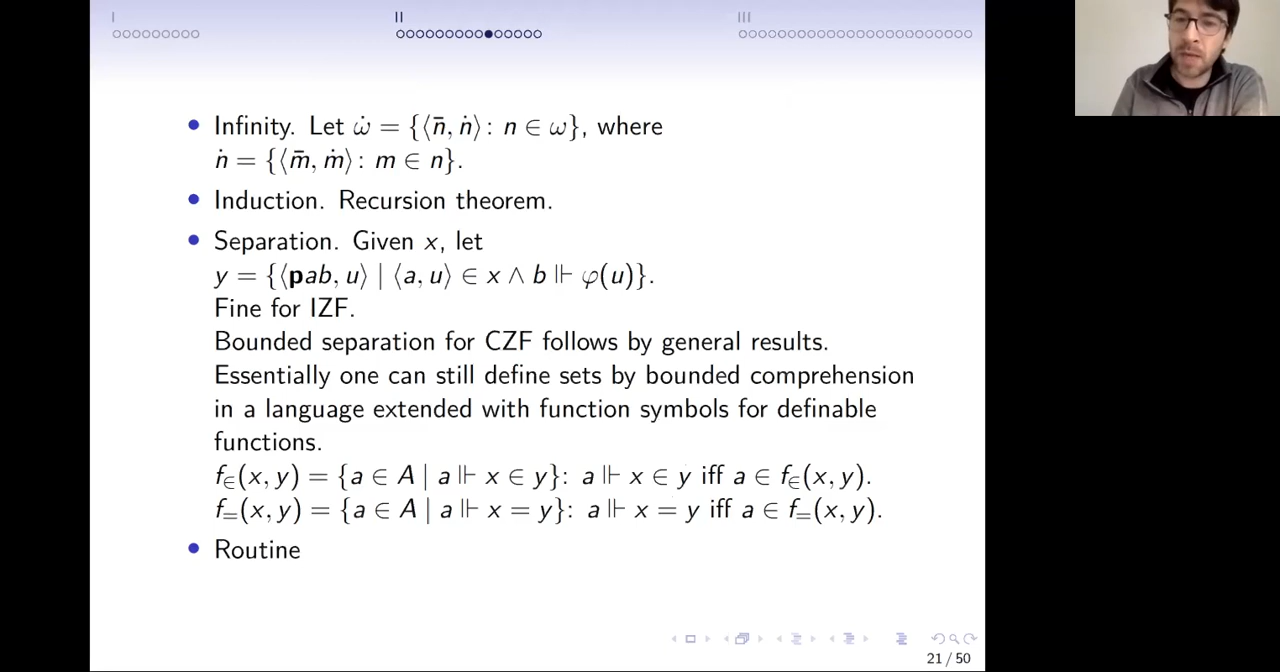 I II III
• Infinity. Let ω̇ = {⟨n̄, ṅ⟩ : n ∈ ω}, where
ṅ = {⟨m̄, ṁ⟩ : m ∈ n}.
• Induction. Recursion theorem.
• Separation. Given x, let
y = {⟨pab, u⟩ | ⟨a, u⟩ ∈ x ∧ b ⊩ φ(u)}.
Fine for IZF.
Bounded separation for CZF follows by general results.
Essentially one can still define sets by bounded comprehension
in a language extended with function symbols for definable
functions.
f∈(x, y) = {a ∈ A | a ⊩ x ∈ y}: a ⊩ x ∈ y iff a ∈ f∈(x, y).
f=(x, y) = {a ∈ A | a ⊩ x = y}: a ⊩ x = y iff a ∈ f=(x, y).
• Routine
21 / 50